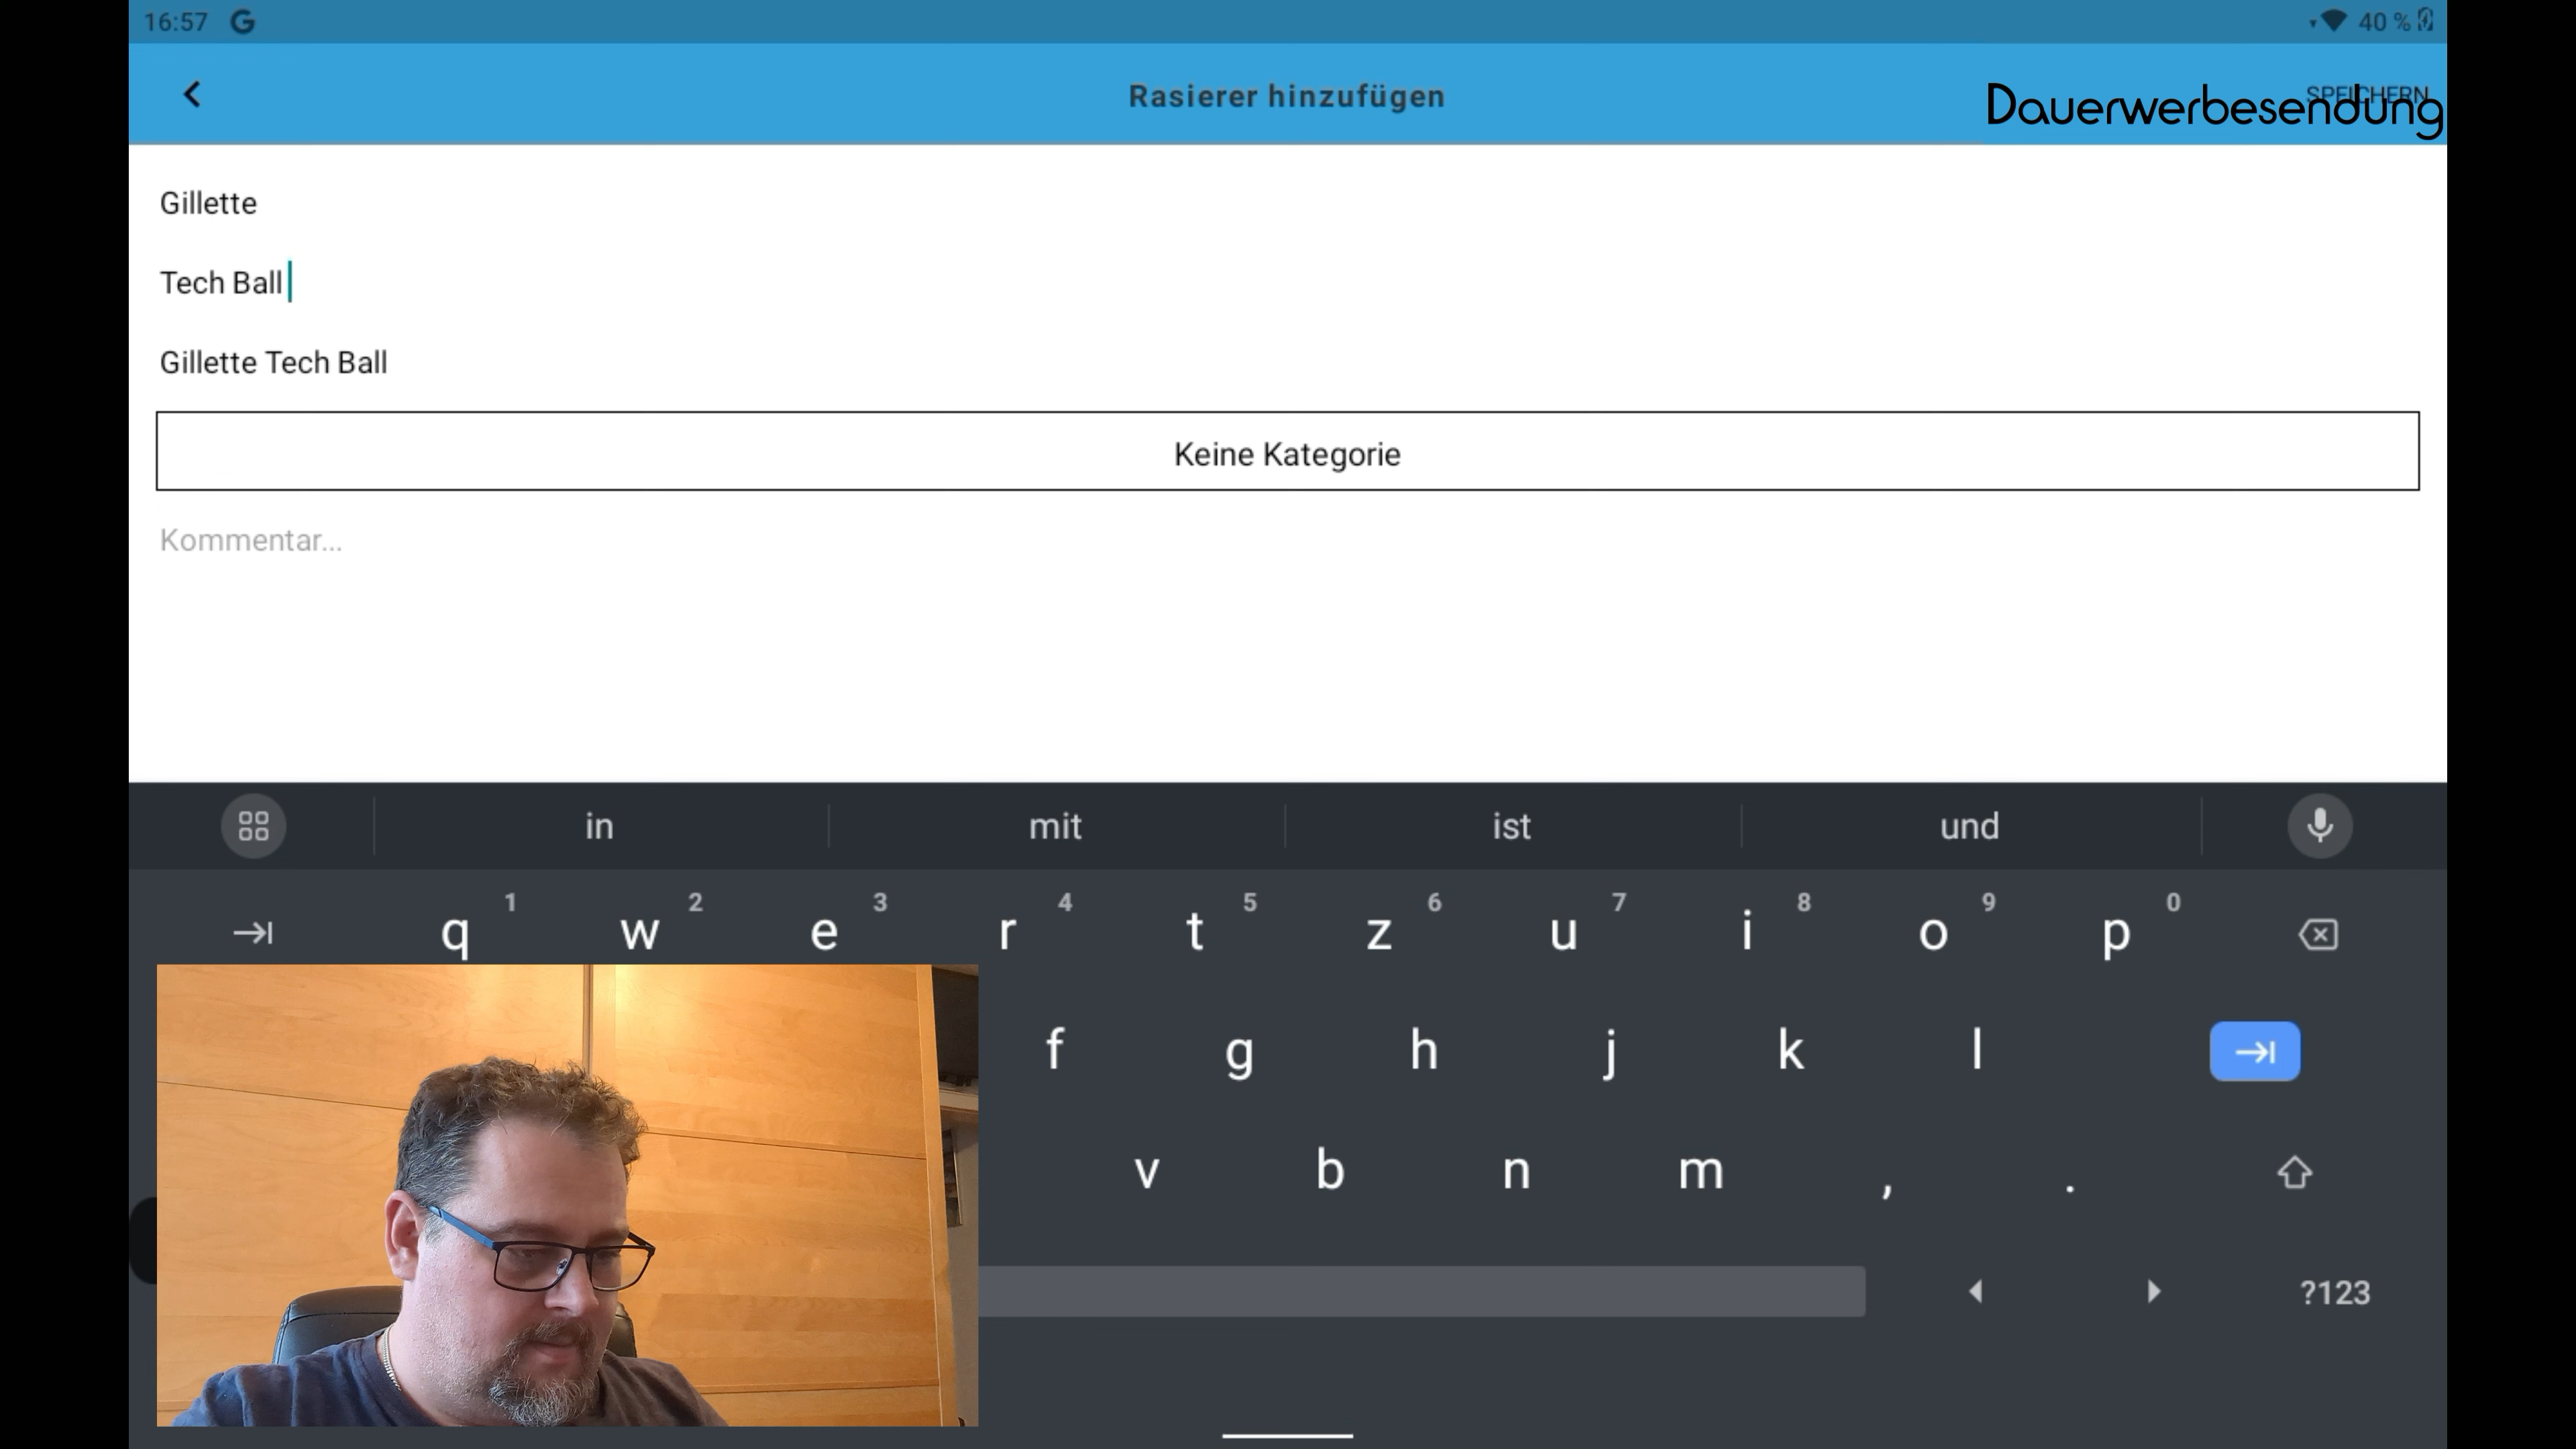 16:57 G 40 %
Rasierer hinzufügen
SPEICHERN
Dauerwerbesendung
Gillette
Tech Ball
Gillette Tech Ball
Keine Kategorie
Kommentar...
in mit ist und
1 2 3 4 5 6 7 8 9 0
q w e r t z u i o p
f g h j k l
v b n m , .
?123